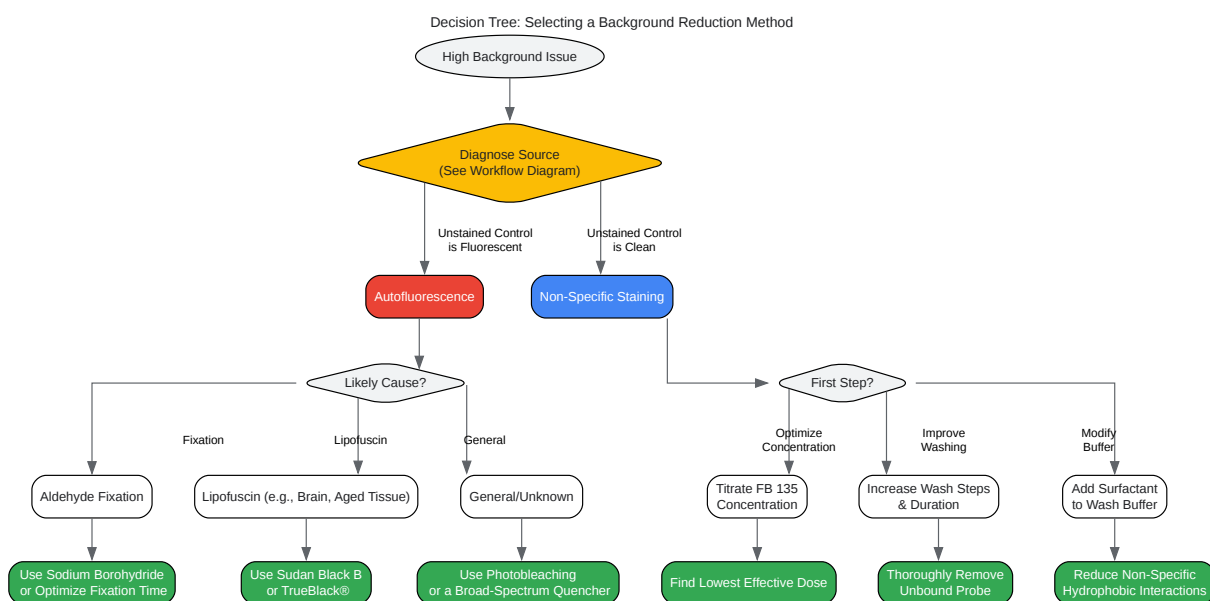 Decision Tree: Selecting a Background Reduction Method
High Background Issue
Diagnose Source
(See Workflow Diagram)
Unstained Control
is Fluorescent
Unstained Control
is Clean
Autofluorescence
Non-Specific Staining
Likely Cause?
First Step?
Fixation
Lipofuscin
General
Optimize
Concentration
Improve
Washing
Modify
Buffer
Aldehyde Fixation
Lipofuscin (e.g., Brain, Aged Tissue)
General/Unknown
Titrate FB 135
Concentration
Increase Wash Steps
& Duration
Add Surfactant
to Wash Buffer
Use Sodium Borohydride
or Optimize Fixation Time
Use Sudan Black B
or TrueBlack®
Use Photobleaching
or a Broad-Spectrum Quencher
Find Lowest Effective Dose
Thoroughly Remove
Unbound Probe
Reduce Non-Specific
Hydrophobic Interactions